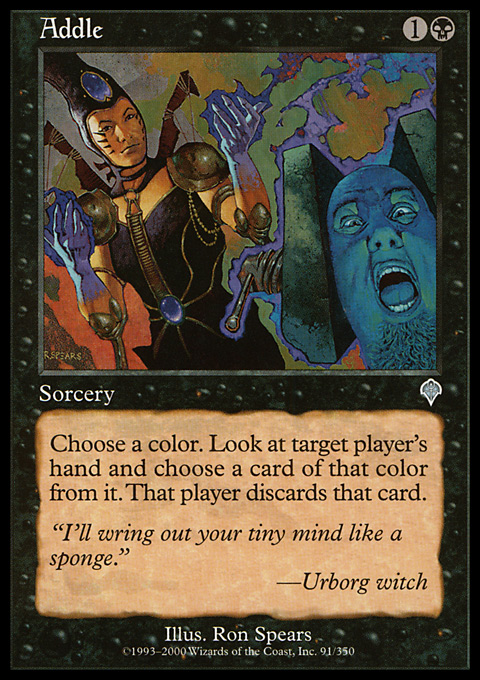 Addle
1
RSPEARS
Sorcery
Choose a color. Look at target player's
hand and choose a card of that color
from it. That player discards that card.
"I'll wring out your tiny mind like a
sponge."
—Urborg witch
Illus. Ron Spears
©1993–2000 Wizards of the Coast, Inc. 91/350